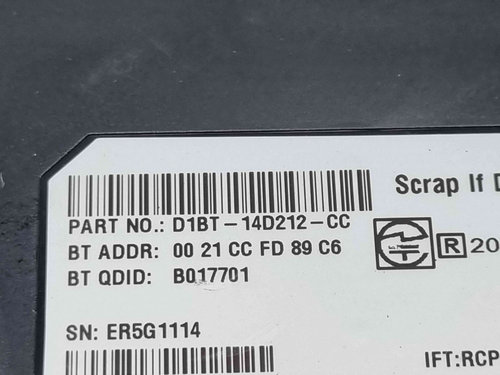 Scrap If D
PART NO.: D1BT-14D212-CC
BT ADDR: 00 21 CC FD 89 C6
R 20
BT QDID: B017701
SN: ER5G1114
IFT:RCP